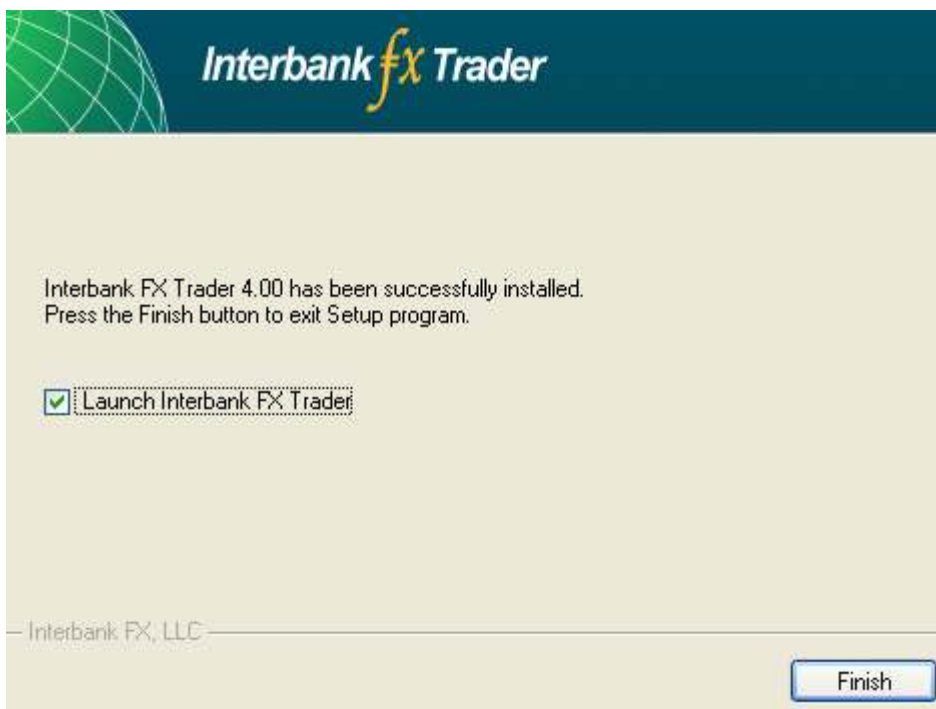 Interbank fx Trader
Interbank FX Trader 4.00 has been successfully installed.
Press the Finish button to exit Setup program.
Launch Interbank FX Trader
Interbank FX, LLC
Finish